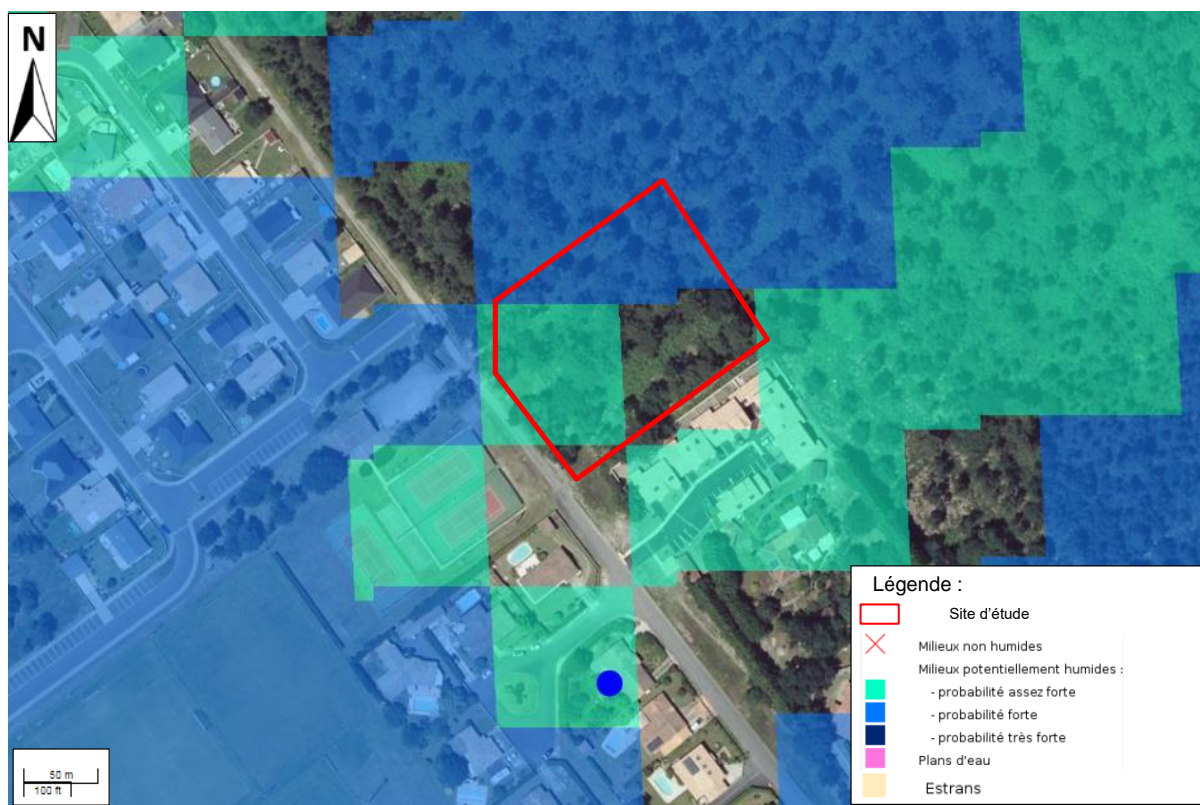 N
Légende :
Site d'étude
Milieux non humides
Milieux potentiellement humides :
- probabilité assez forte
- probabilité forte
- probabilité très forte
Plans d'eau
Estrans
50 m
100 ft